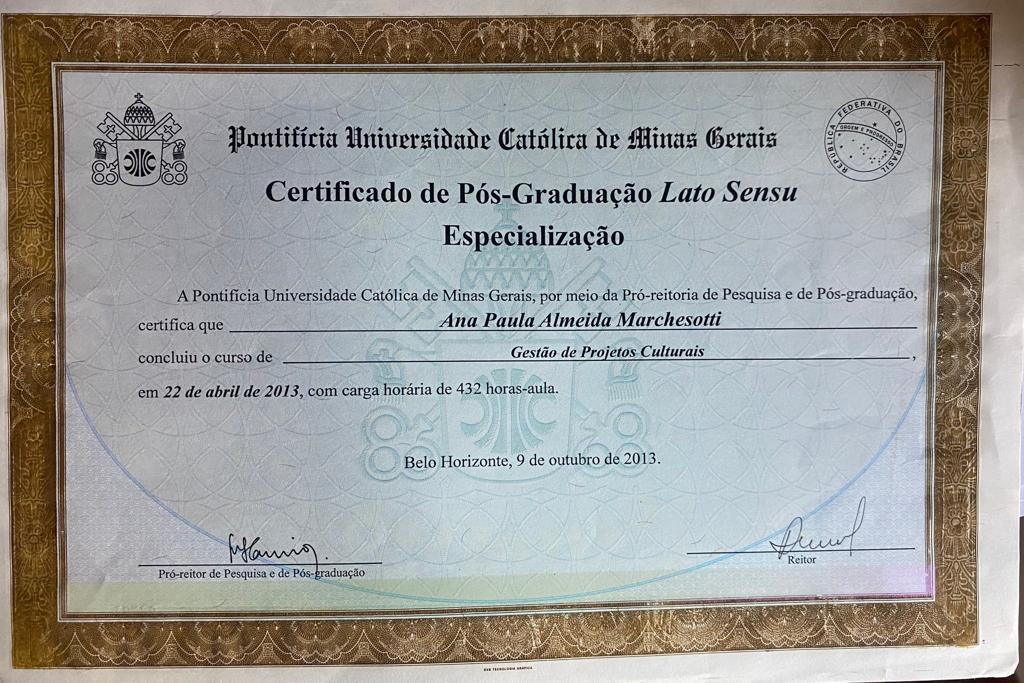 Pontifícia Universidade Católica de Minas Gerais
REPÚBLICA FEDERATIVA DO BRASIL
ORDEM E PROGRESSO
Certificado de Pós-Graduação Lato Sensu
Especialização
A Pontifícia Universidade Católica de Minas Gerais, por meio da Pró-reitoria de Pesquisa e de Pós-graduação,
certifica que Ana Paula Almeida Marchesotti
concluiu o curso de Gestão de Projetos Culturais,
em 22 de abril de 2013, com carga horária de 432 horas-aula.
Belo Horizonte, 9 de outubro de 2013.
Pró-reitor de Pesquisa e de Pós-graduação
Reitor
TECNOLOGIA GRÁFICA